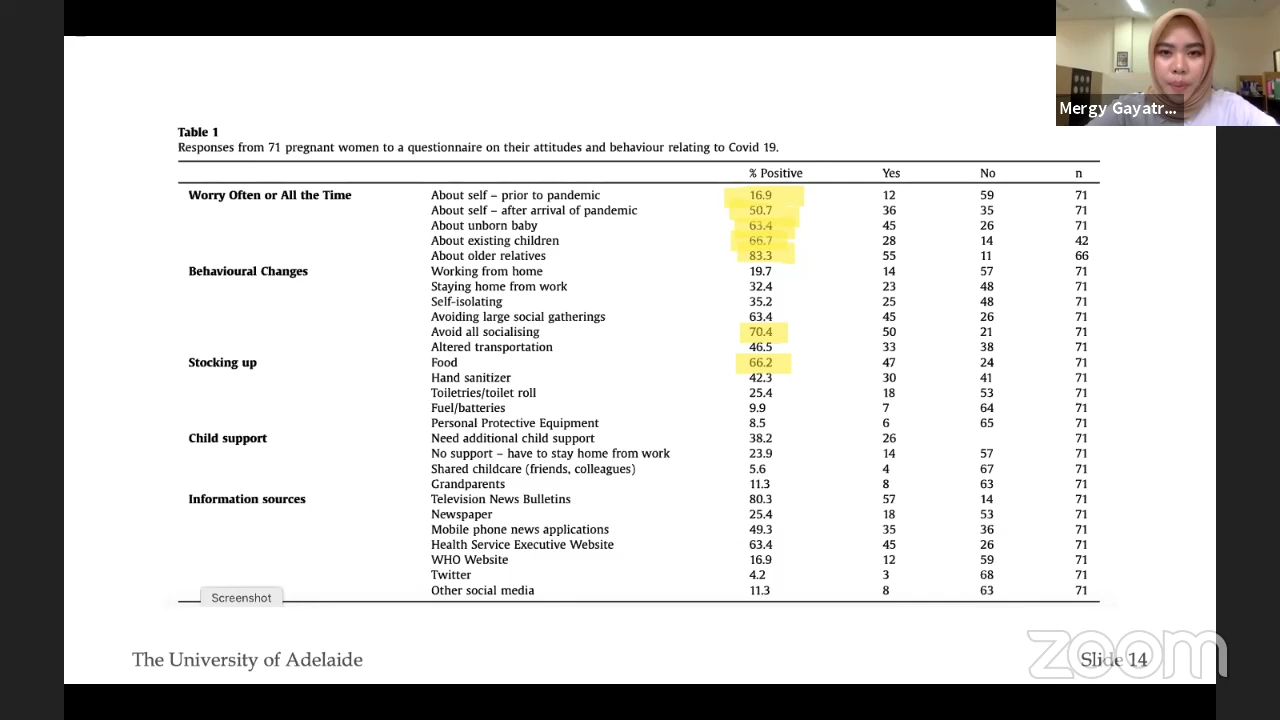 Mergy Gayatr...
Table 1
Responses from 71 pregnant women to a questionnaire on their attitudes and behaviour relating to Covid 19.
% Positive Yes No n
Worry Often or All the Time About self – prior to pandemic 16.9 12 59 71
About self – after arrival of pandemic 50.7 36 35 71
About unborn baby 63.4 45 26 71
About existing children 66.7 28 14 42
About older relatives 83.3 55 11 66
Behavioural Changes Working from home 19.7 14 57 71
Staying home from work 32.4 23 48 71
Self-isolating 35.2 25 48 71
Avoiding large social gatherings 63.4 45 26 71
Avoid all socialising 70.4 50 21 71
Altered transportation 46.5 33 38 71
Stocking up Food 66.2 47 24 71
Hand sanitizer 42.3 30 41 71
Toiletries/toilet roll 25.4 18 53 71
Fuel/batteries 9.9 7 64 71
Personal Protective Equipment 8.5 6 65 71
Child support Need additional child support 38.2 26 71
No support – have to stay home from work 23.9 14 57 71
Shared childcare (friends, colleagues) 5.6 4 67 71
Grandparents 11.3 8 63 71
Information sources Television News Bulletins 80.3 57 14 71
Newspaper 25.4 18 53 71
Mobile phone news applications 49.3 35 36 71
Health Service Executive Website 63.4 45 26 71
WHO Website 16.9 12 59 71
Twitter 4.2 3 68 71
Other social media 11.3 8 63 71
Screenshot
The University of Adelaide Slide 14
zoom